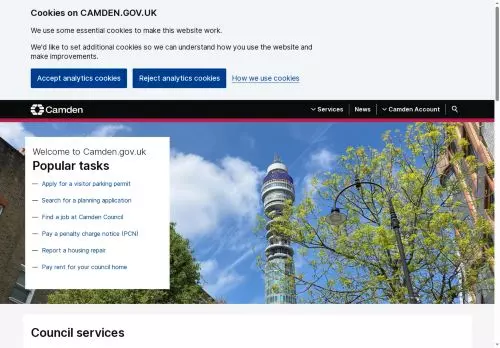 Cookies on CAMDEN.GOV.UK
We use some essential cookies to make this website work.
We'd like to set additional cookies so we can understand how you use the website and
make improvements.
Accept analytics cookies
Reject analytics cookies
How we use cookies
Camden
Services
News
Camden Account
Welcome to Camden.gov.uk
Popular tasks
— Apply for a visitor parking permit
— Search for a planning application
— Find a job at Camden Council
— Pay a penalty charge notice (PCN)
— Report a housing repair
— Pay rent for your council home
Council services